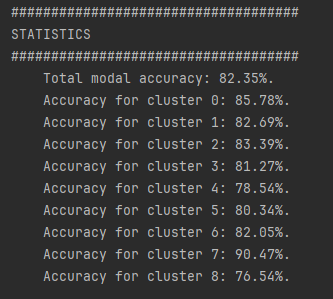 ####################################
STATISTICS
####################################
Total modal accuracy: 82.35%.
Accuracy for cluster 0: 85.78%.
Accuracy for cluster 1: 82.69%.
Accuracy for cluster 2: 83.39%.
Accuracy for cluster 3: 81.27%.
Accuracy for cluster 4: 78.54%.
Accuracy for cluster 5: 80.34%.
Accuracy for cluster 6: 82.05%.
Accuracy for cluster 7: 90.47%.
Accuracy for cluster 8: 76.54%.